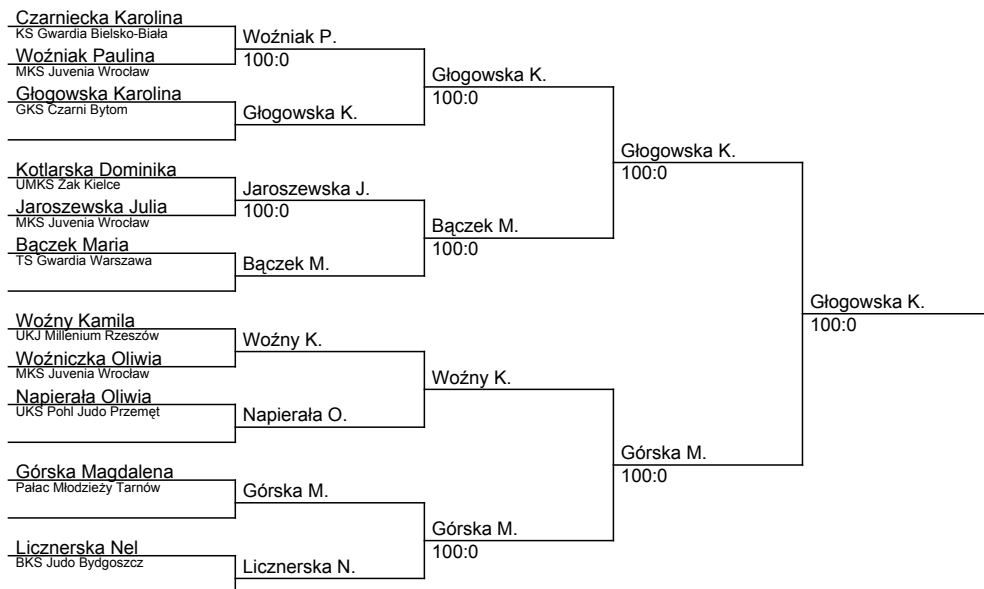 Czarniecka Karolina
KS Gwardia Bielsko-Biała
Woźniak Paulina
MKS Juvenia Wrocław
Głogowska Karolina
GKS Czarni Bytom
Kotlarska Dominika
UMKS Żak Kielce
Jaroszewska Julia
MKS Juvenia Wrocław
Bączek Maria
TS Gwardia Warszawa
Woźny Kamila
UKJ Millenium Rzeszów
Woźniczka Oliwia
MKS Juvenia Wrocław
Napierała Oliwia
UKS Pohl Judo Przemęt
Górska Magdalena
Pałac Młodzieży Tarnów
Licznerska Nel
BKS Judo Bydgoszcz
Woźniak P.
100:0
Głogowska K.
Jaroszewska J.
100:0
Bączek M.
Woźny K.
Napierała O.
Górska M.
Licznerska N.
Głogowska K.
100:0
Bączek M.
100:0
Woźny K.
Górska M.
100:0
Głogowska K.
100:0
Górska M.
100:0
Głogowska K.
100:0